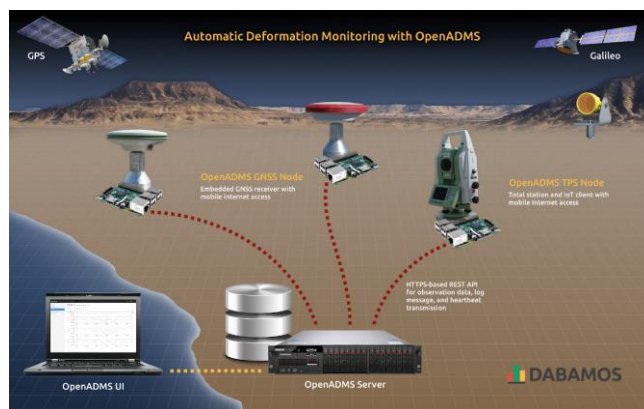 Automatic Deformation Monitoring with OpenADMS
GPS
Galileo
OpenADMS GNSS Node
Embedded GNSS receiver with
mobile Internet access
OpenADMS TPS Node
Total station and IoT client with
mobile Internet access
HTTPS-based REST API
for observation data, log
message, and heartbeat
transmission
OpenADMS UI
OpenADMS Server
DABAMOS